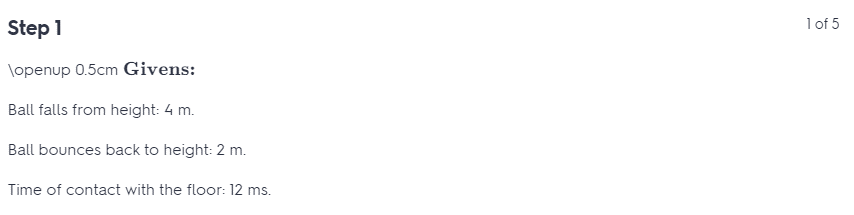 Step 1
1 of 5
\openup 0.5cm Givens:
Ball falls from height: 4 m.
Ball bounces back to height: 2 m.
Time of contact with the floor: 12 ms.